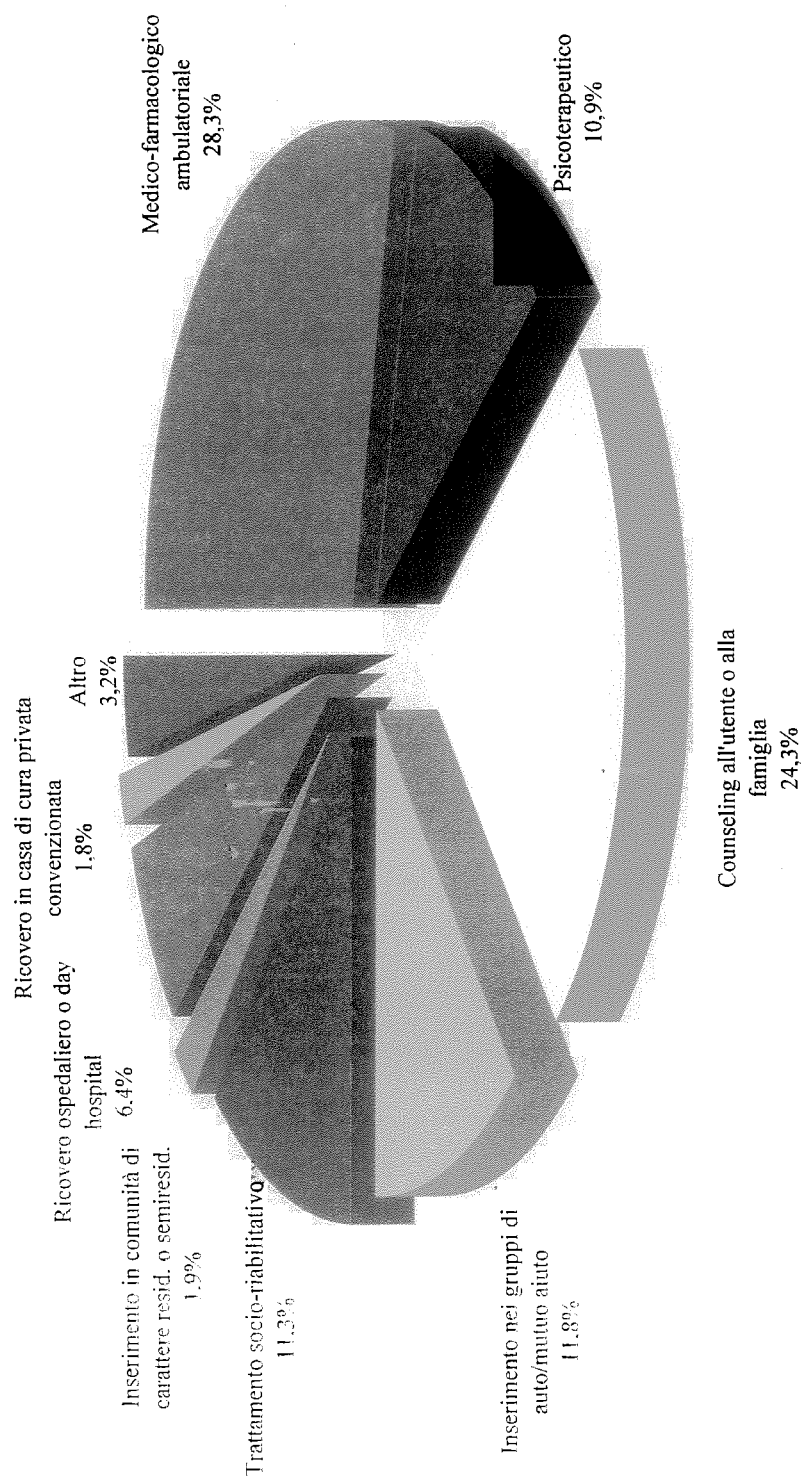 Medico-farmacologico
ambulatoriale
28,3%
Psicoterapeutico
10,9%
Counseling all'utente o alla
famiglia
24,3%
Inserimento nei gruppi di
auto/mutuo aiuto
11.8%
Trattamento socio-riabilitativo
11.3%
Inserimento in comunità di
carattere resid. o semiresid.
1.9%
Ricovero ospedaliero o day
hospital
6.4%
Ricovero in casa di cura privata
convenzionata
1.8%
Altro
3,2%